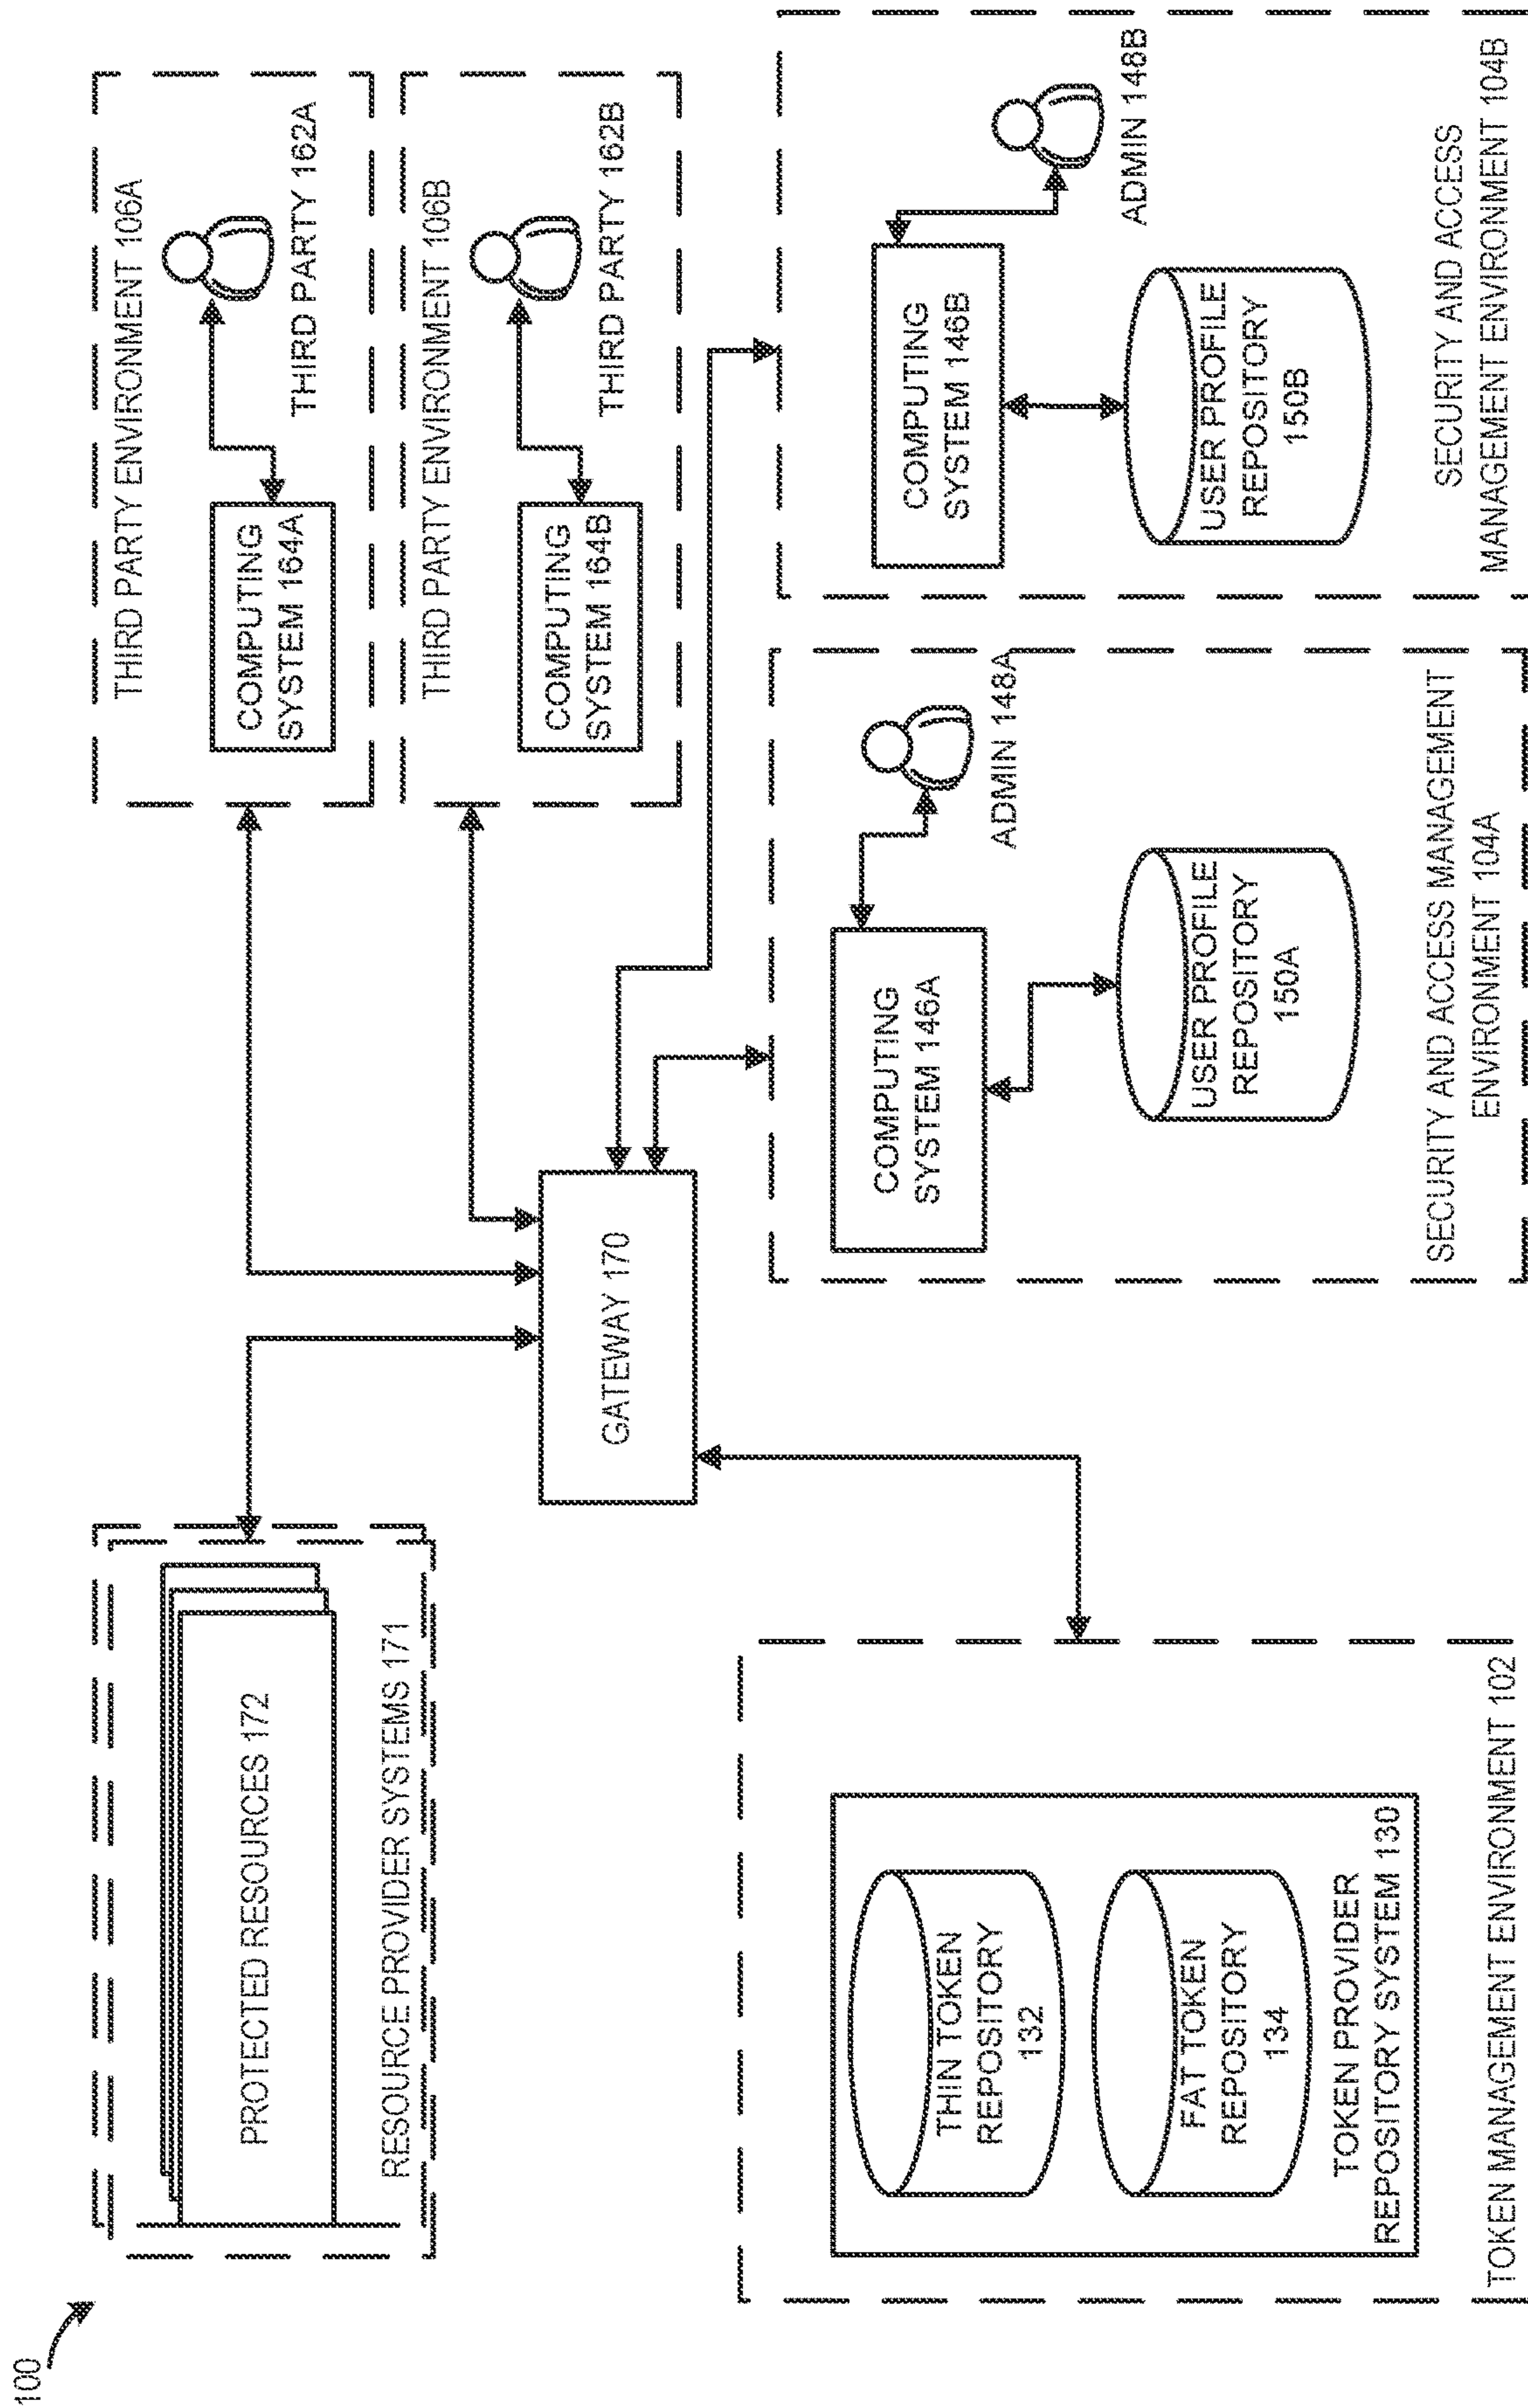 100
PROTECTED RESOURCES 172
RESOURCE PROVIDER SYSTEMS 171
THIRD PARTY ENVIRONMENT 106A
COMPUTING
SYSTEM 164A
THIRD PARTY 162A
THIRD PARTY ENVIRONMENT 106B
COMPUTING
SYSTEM 164B
THIRD PARTY 162B
GATEWAY 170
THIN TOKEN
REPOSITORY
132
FAT TOKEN
REPOSITORY
134
TOKEN PROVIDER
REPOSITORY SYSTEM 130
TOKEN MANAGEMENT ENVIRONMENT 102
COMPUTING
SYSTEM 146A
ADMIN 148A
USER PROFILE
REPOSITORY
150A
SECURITY AND ACCESS MANAGEMENT
ENVIRONMENT 104A
COMPUTING
SYSTEM 146B
ADMIN 148B
USER PROFILE
REPOSITORY
150B
SECURITY AND ACCESS
MANAGEMENT ENVIRONMENT 104B